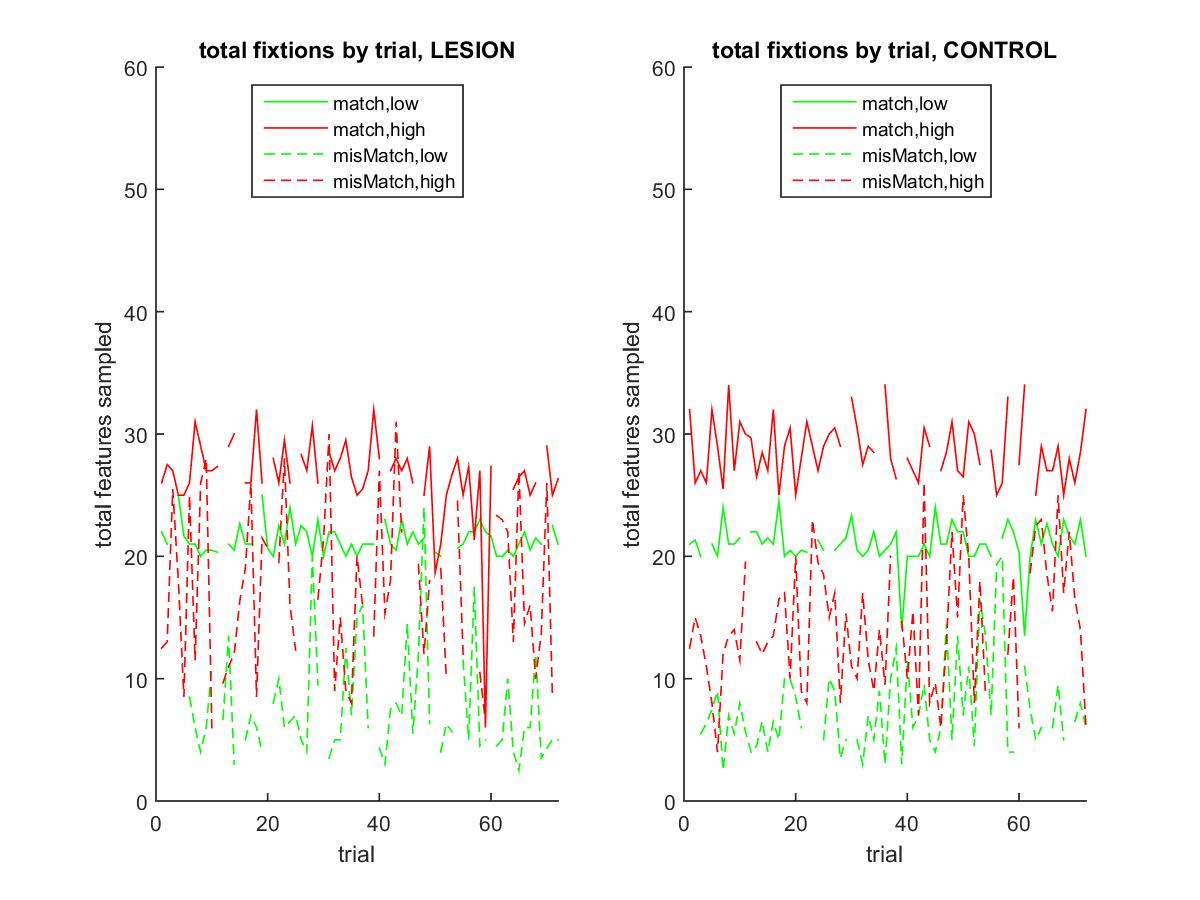 total fixtions by trial, LESION
60
50
40
30
20
10
0
total features sampled
match,low
match,high
misMatch,low
misMatch,high
0 20 40 60
trial
total fixtions by trial, CONTROL
60
50
40
30
20
10
0
total features sampled
match,low
match,high
misMatch,low
misMatch,high
0 20 40 60
trial